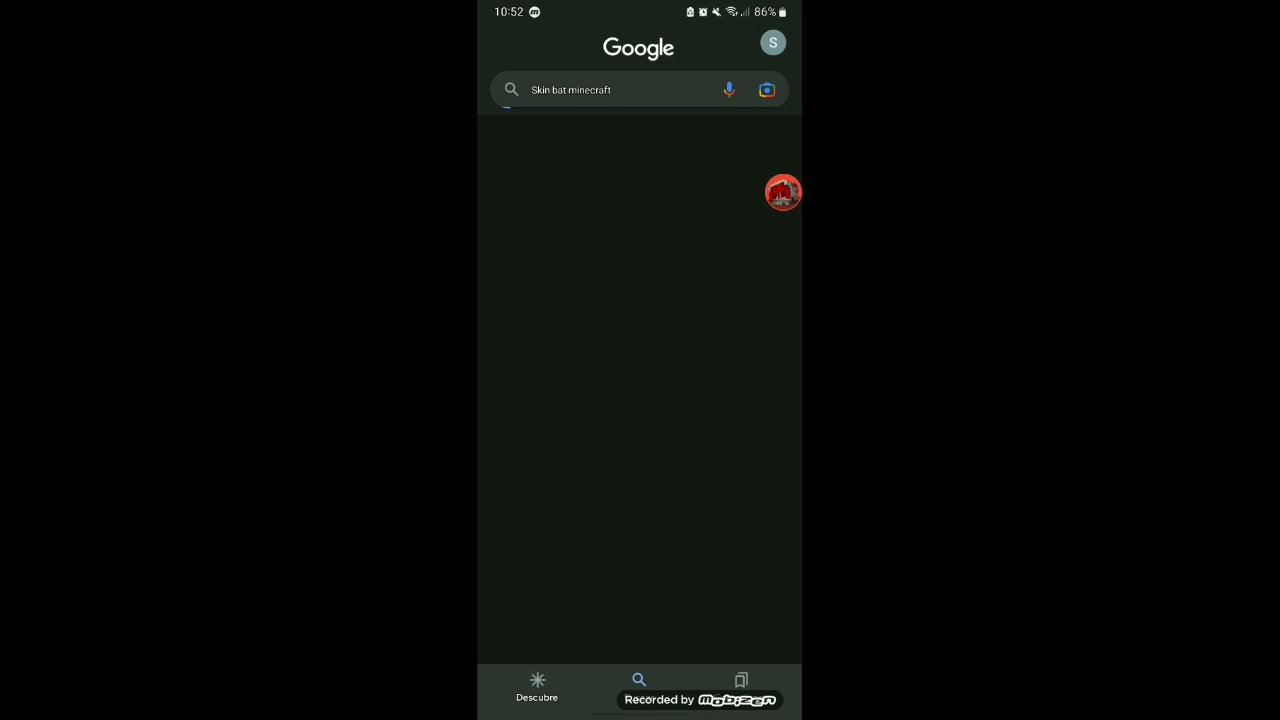 10:52
86%
Google
S
Skin bat minecraft
Descubre
Recorded by mobizen